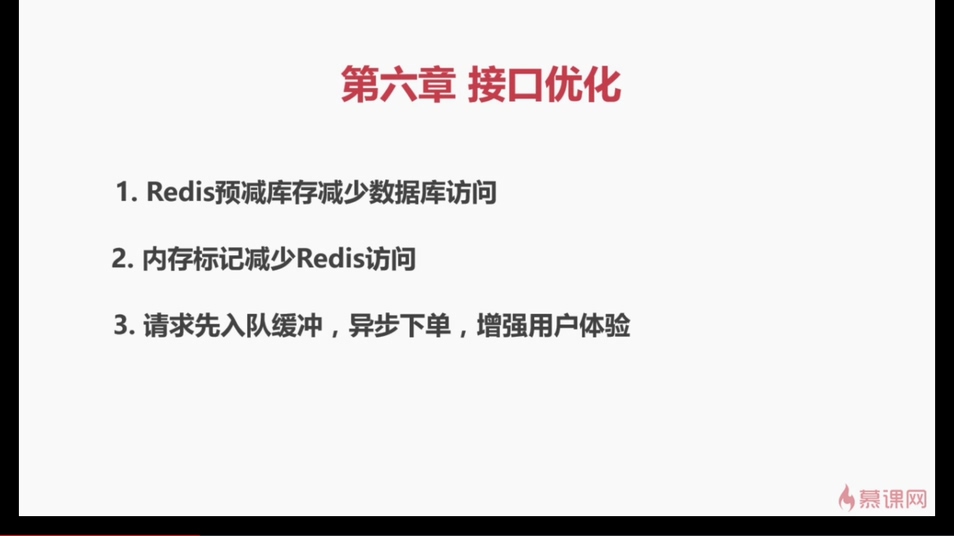 第六章 接口优化
1. Redis预减库存减少数据库访问
2. 内存标记减少Redis访问
3. 请求先入队缓冲，异步下单，增强用户体验
慕课网